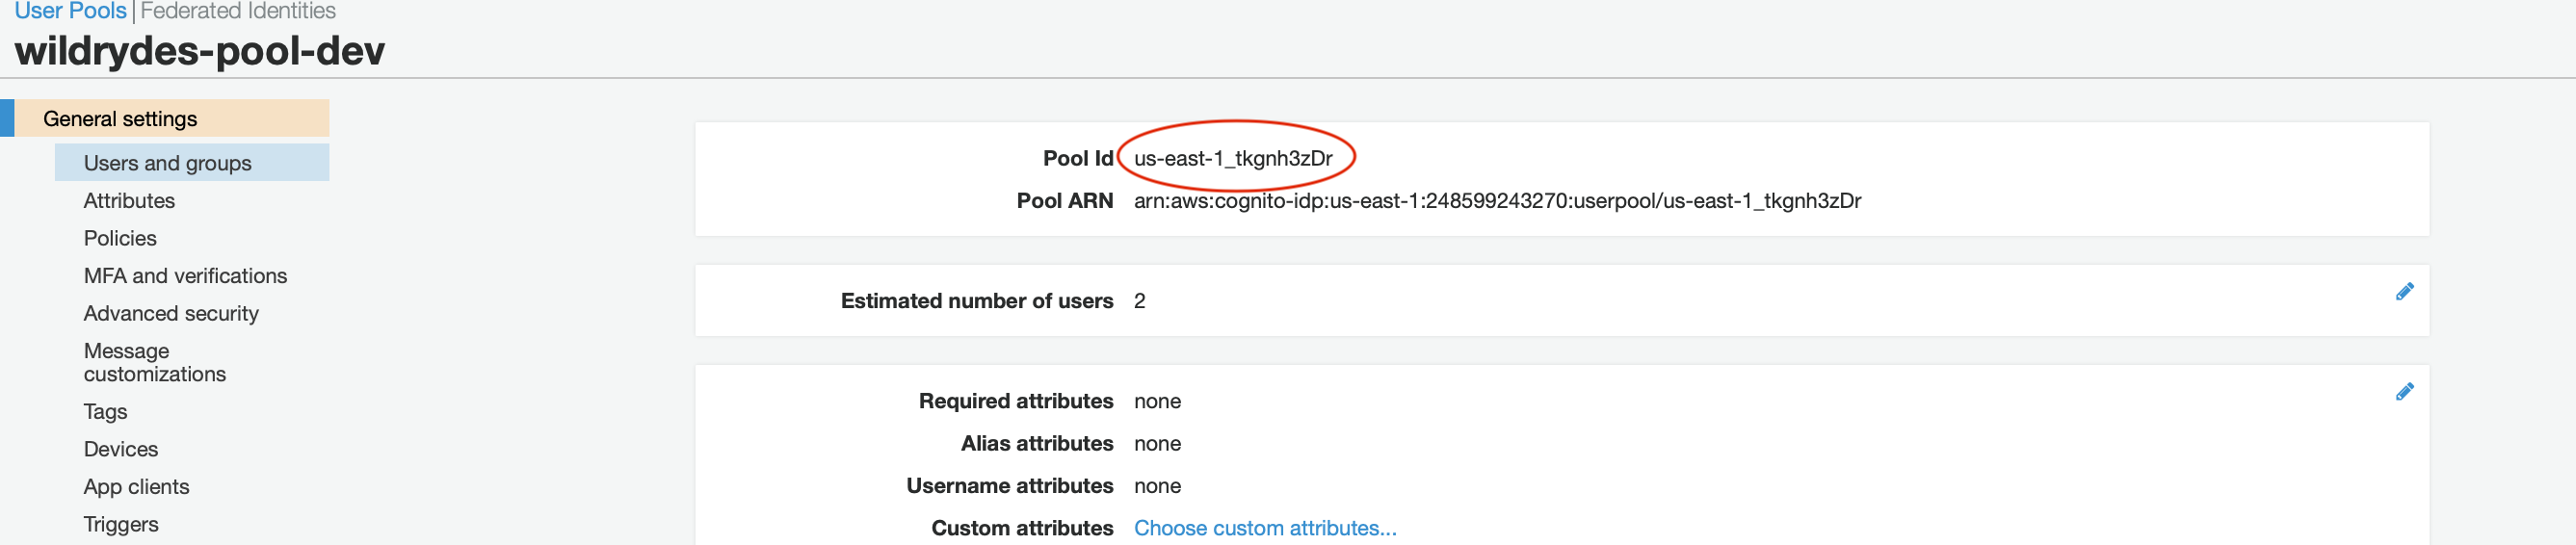 User Pools | Federated Identities
wildrydes-pool-dev
General settings
Users and groups
Attributes
Policies
MFA and verifications
Advanced security
Message
customizations
Tags
Devices
App clients
Triggers
Pool Id us-east-1_tkgnh3zDr
Pool ARN arn:aws:cognito-idp:us-east-1:248599243270:userpool/us-east-1_tkgnh3zDr
Estimated number of users 2
Required attributes none
Alias attributes none
Username attributes none
Custom attributes Choose custom attributes...